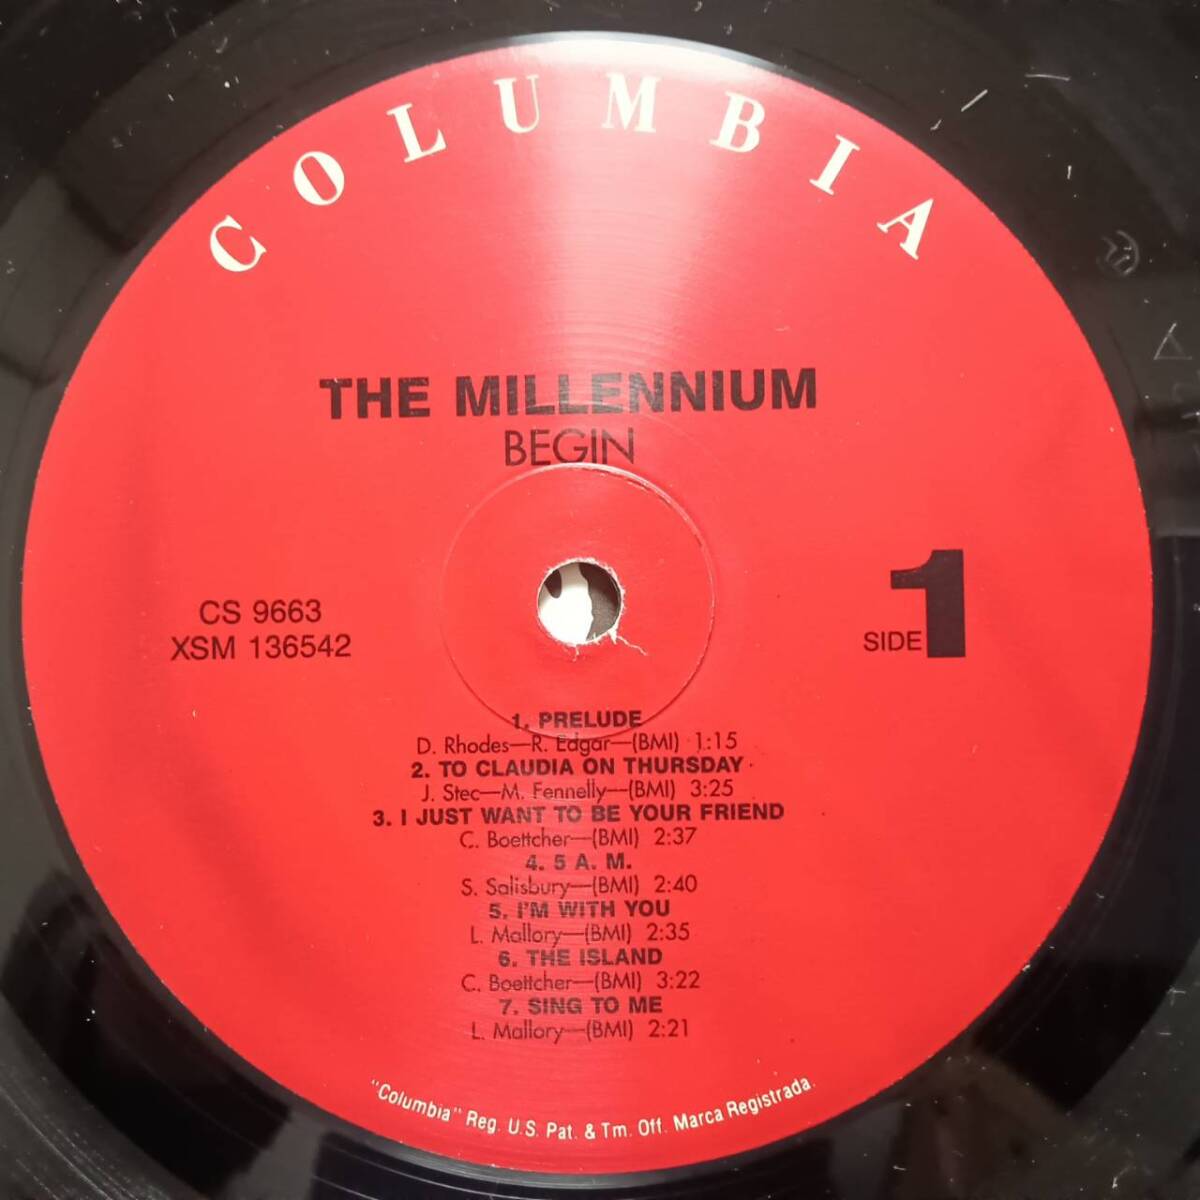 COLUMBIA
THE MILLENNIUM
BEGIN
CS 9663
XSM 136542
SIDE 1
1. PRELUDE
D. Rhodes—R. Edgar—(BMI) 1:15
2. TO CLAUDIA ON THURSDAY
J. Stec—M. Fennelly—(BMI) 3:25
3. I JUST WANT TO BE YOUR FRIEND
C. Boettcher—(BMI) 2:37
4. 5 A. M.
S. Salisbury—(BMI) 2:40
5. I'M WITH YOU
L. Mallory—(BMI) 2:35
6. THE ISLAND
C. Boettcher—(BMI) 3:22
7. SING TO ME
L. Mallory—(BMI) 2:21
"Columbia" Reg. U.S. Pat. & Tm. Off. Marca Registrada.